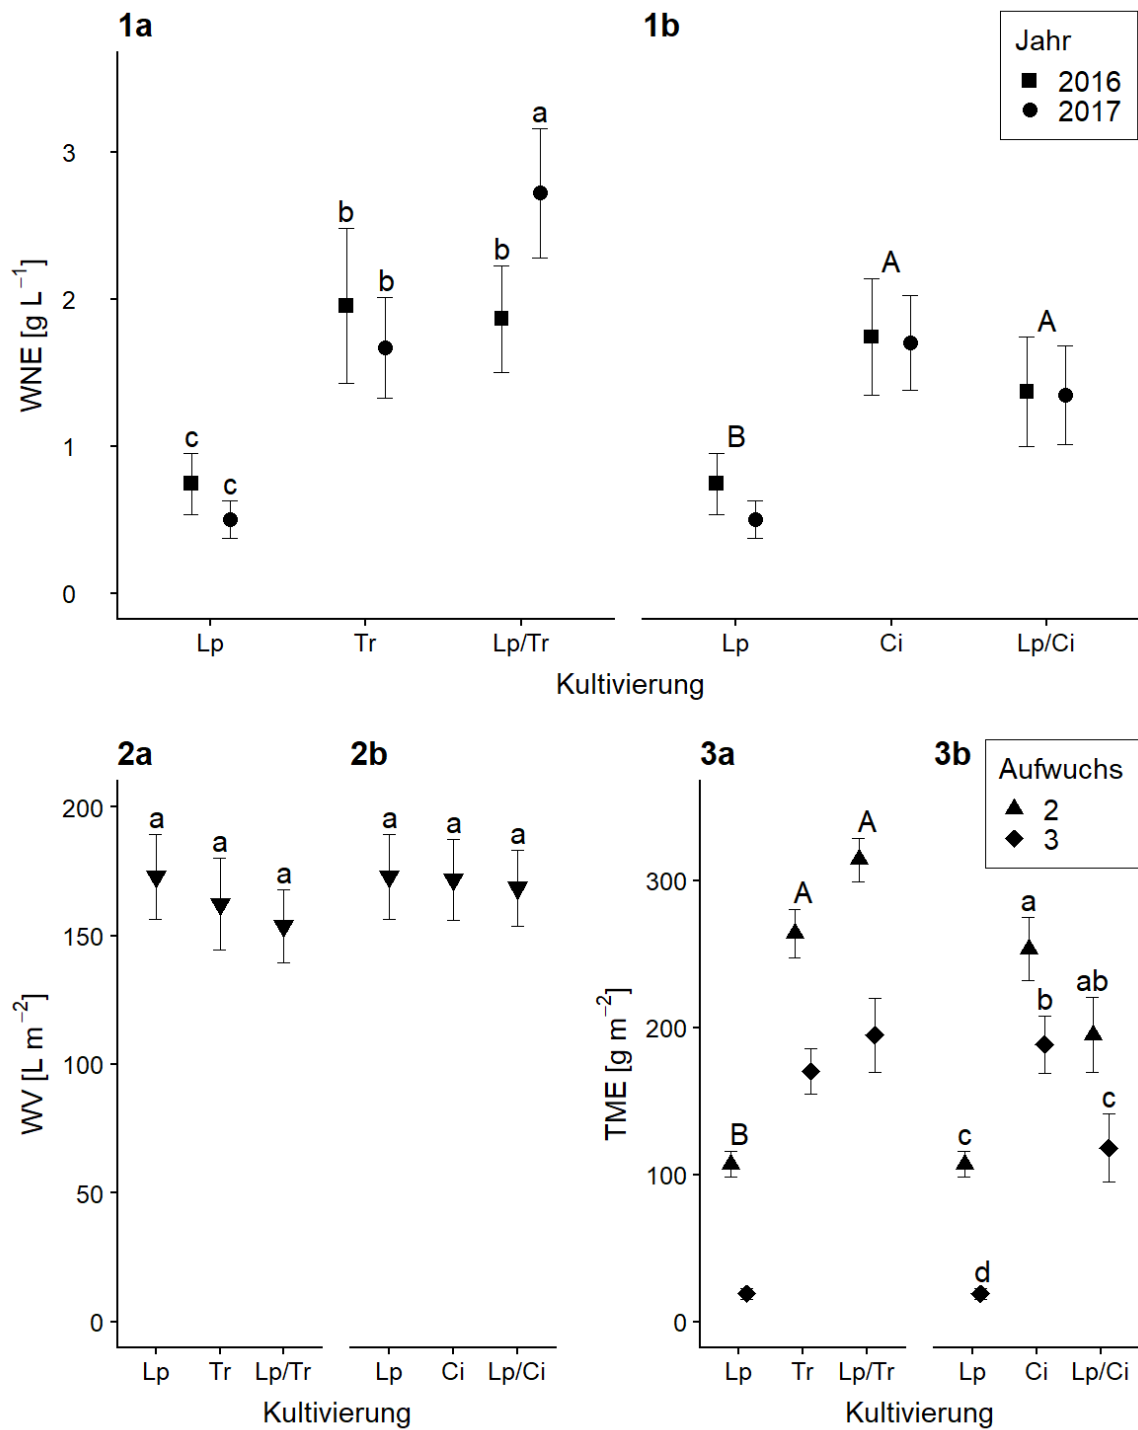 1a
1b
Jahr
2016
2017
WNE [g L⁻¹]
3
2
1
0
c
c
b
b
b
a
B
A
A
Lp
Tr
Lp/Tr
Lp
Ci
Lp/Ci
Kultivierung
2a
2b
WV [L m⁻²]
200
150
100
50
0
a
a
a
a
a
a
Lp
Tr
Lp/Tr
Lp
Ci
Lp/Ci
Kultivierung
3a
3b
Aufwuchs
2
3
TME [g m⁻²]
300
200
100
0
B
A
A
c
d
a
b
ab
c
Lp
Tr
Lp/Tr
Lp
Ci
Lp/Ci
Kultivierung